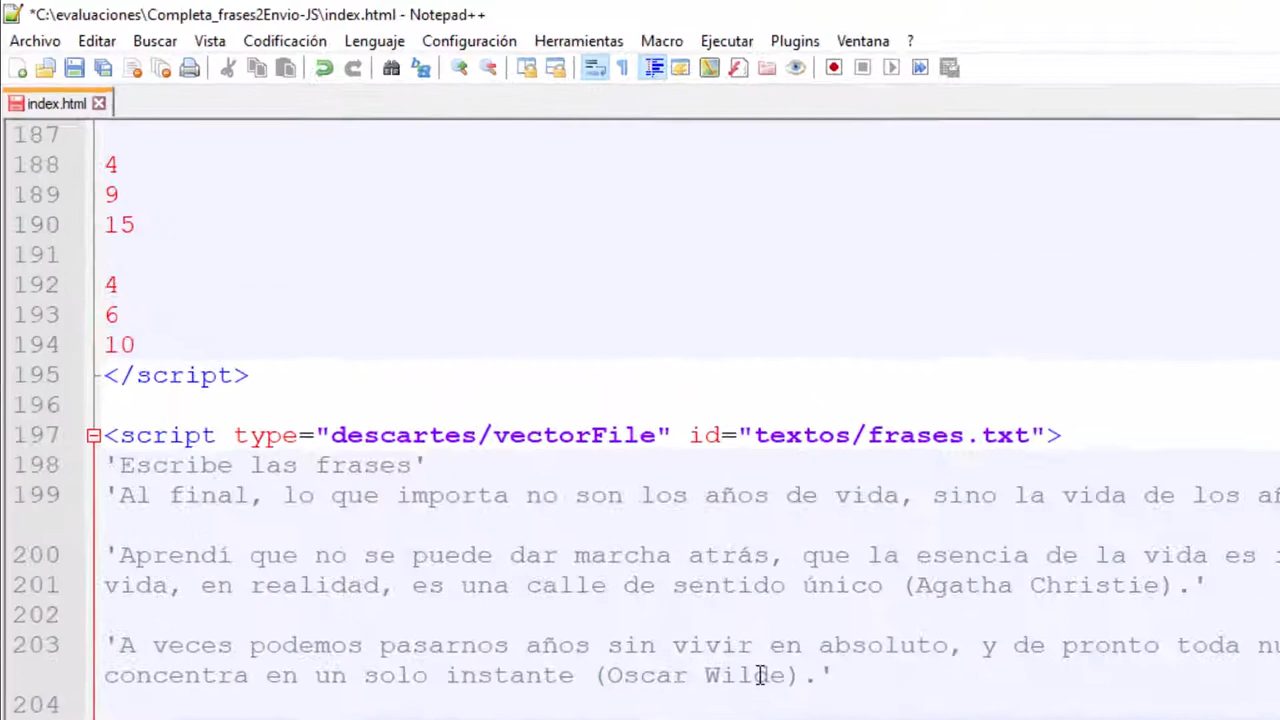 *C:\evaluaciones\Completa_frases2Envio-JS\index.html - Notepad++
Archivo Editar Buscar Vista Codificación Lenguaje Configuración Herramientas Macro Ejecutar Plugins Ventana ?
index.html
187
188 4
189 9
190 15
191
192 4
193 6
194 10
195 </script>
196
197 <script type="descartes/vectorFile" id="textos/frases.txt">
198 'Escribe las frases'
199 'Al final, lo que importa no son los años de vida, sino la vida de los
200 'Aprendí que no se puede dar marcha atrás, que la esencia de la vida es
201 vida, en realidad, es una calle de sentido único (Agatha Christie).'
202
203 'A veces podemos pasarnos años sin vivir en absoluto, y de pronto toda
concentra en un solo instante (Oscar Wilde).'
204